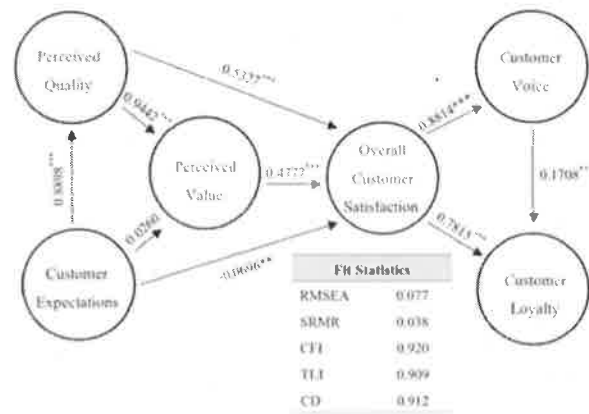 Perceived
Quality
Customer
Voice
0.8814***
0.9442***
Perceived
Value
0.4777***
Overall
Customer
Satisfaction
0.1708**
0.8898***
0.0260
0.7815***
-0.0696**
Customer
Expectations
Customer
Loyalty
Fit Statistics
RMSEA 0.077
SRMR 0.038
CFI 0.920
TLI 0.909
CD 0.912